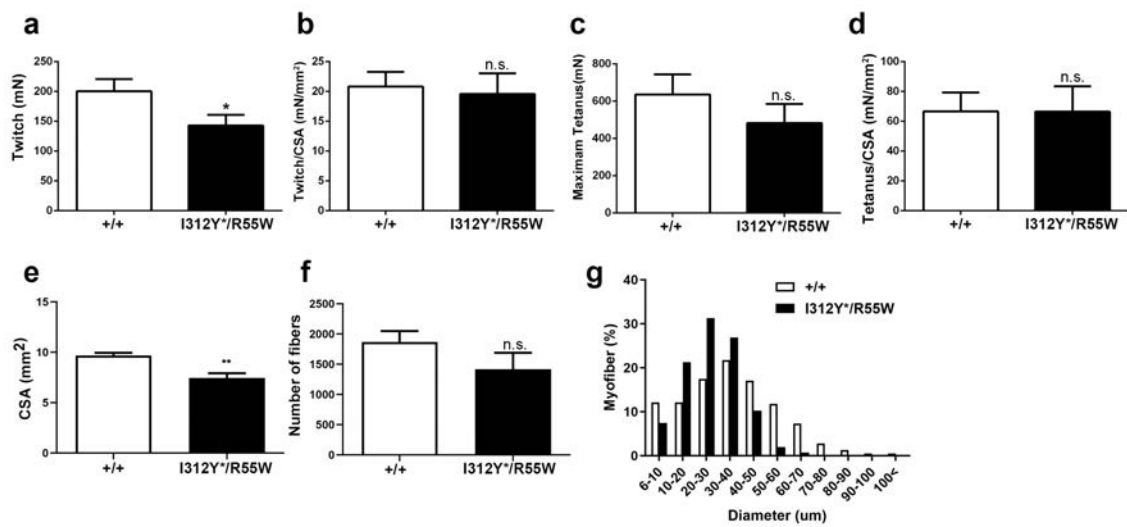 a
Twitch (mN)
250
200
150
100
50
0
*
+/+
I312Y*/R55W
b
Twitch/CSA (mN/mm²)
25
20
15
10
5
0
n.s.
+/+
I312Y*/R55W
c
Maximam Tetanus(mN)
800
600
400
200
0
n.s.
+/+
I312Y*/R55W
d
Tetanus/CSA (mN/mm²)
100
80
60
40
20
0
n.s.
+/+
I312Y*/R55W
e
CSA (mm²)
15
10
5
0
**
+/+
I312Y*/R55W
f
Number of fibers
2500
2000
1500
1000
500
0
n.s.
+/+
I312Y*/R55W
g
+/+
I312Y*/R55W
Myofiber (%)
40
30
20
10
0
6-10
10-20
20-30
30-40
40-50
50-60
60-70
70-80
80-90
90-100
100<
Diameter (um)